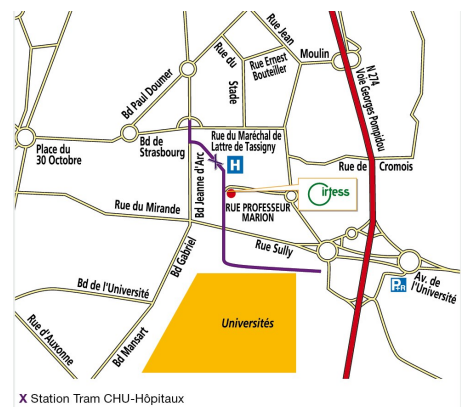 Rue Jean
Moulin
Rue du
Stade
Rue Ernest
Bouteiller
N 274
Voie Georges Pompidou
Bd Paul Doumer
Place du
30 Octobre
Bd de
Strasbourg
Rue du Maréchal de
Lattre de Tassigny
H
Rue de
Cromois
Bd Jeanne d'Arc
irtess
RUE PROFESSEUR
MARION
Rue du Mirande
Rue Sully
Bd Gabriel
P+R
Av. de
l'Université
Bd de l'Université
Universités
Rue d'Auxonne
Bd Mansart
X Station Tram CHU-Hôpitaux